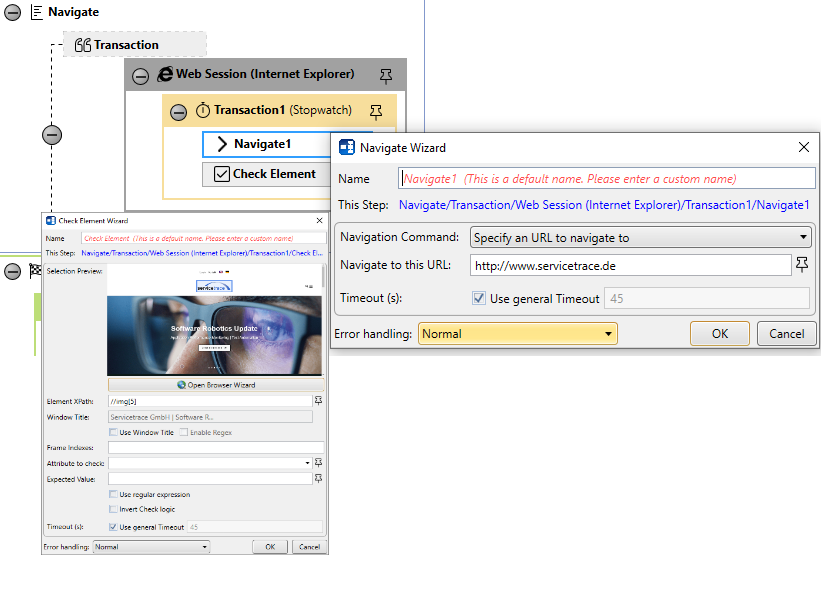 Navigate
Transaction
Web Session (Internet Explorer)
Transaction1 (Stopwatch)
Navigate1
Check Element
Navigate Wizard
Name
Navigate1 (This is a default name. Please enter a custom name)
This Step: Navigate/Transaction/Web Session (Internet Explorer)/Transaction1/Navigate1
Navigation Command: Specify an URL to navigate to
Navigate to this URL: http://www.servicetrace.de
Timeout (s): Use general Timeout 45
Error handling: Normal OK Cancel
Check Element Wizard
Name Check Element (This is a default name. Please enter a custom name)
This Step: Navigate/Transaction/Web Session (Internet Explorer)/Transaction1/Check El...
Selection Preview:
servicetrace
Software Robotics Update
Open Browser Wizard
Element XPath: //img[5]
Window Title: Servicetrace GmbH | Software R...
Use Window Title Enable Regex
Frame Indexes:
Attribute to check:
Expected Value:
Use regular expression
Invert Check logic
Timeout (s): Use general Timeout 45
Error handling: Normal OK Cancel